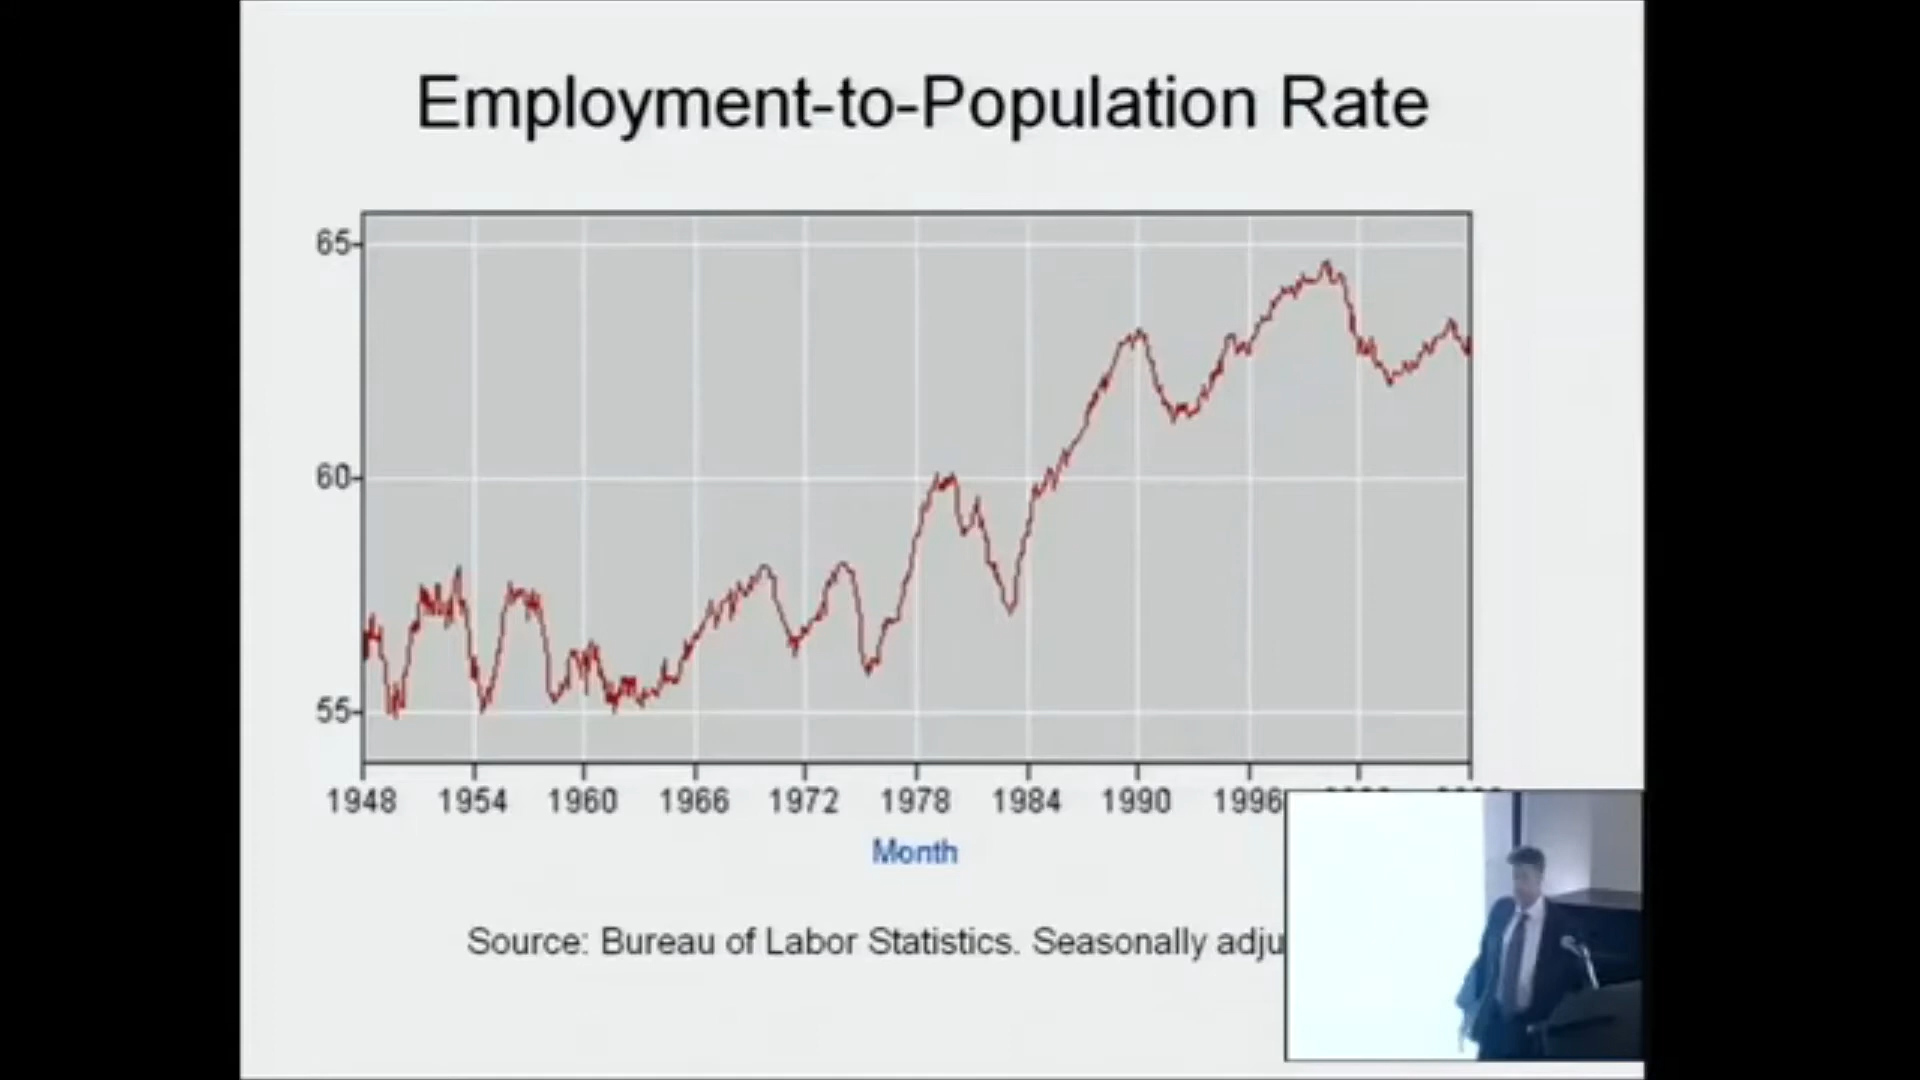 Employment-to-Population Rate
65
60
55
1948 1954 1960 1966 1972 1978 1984 1990 1996
Month
Source: Bureau of Labor Statistics. Seasonally adju